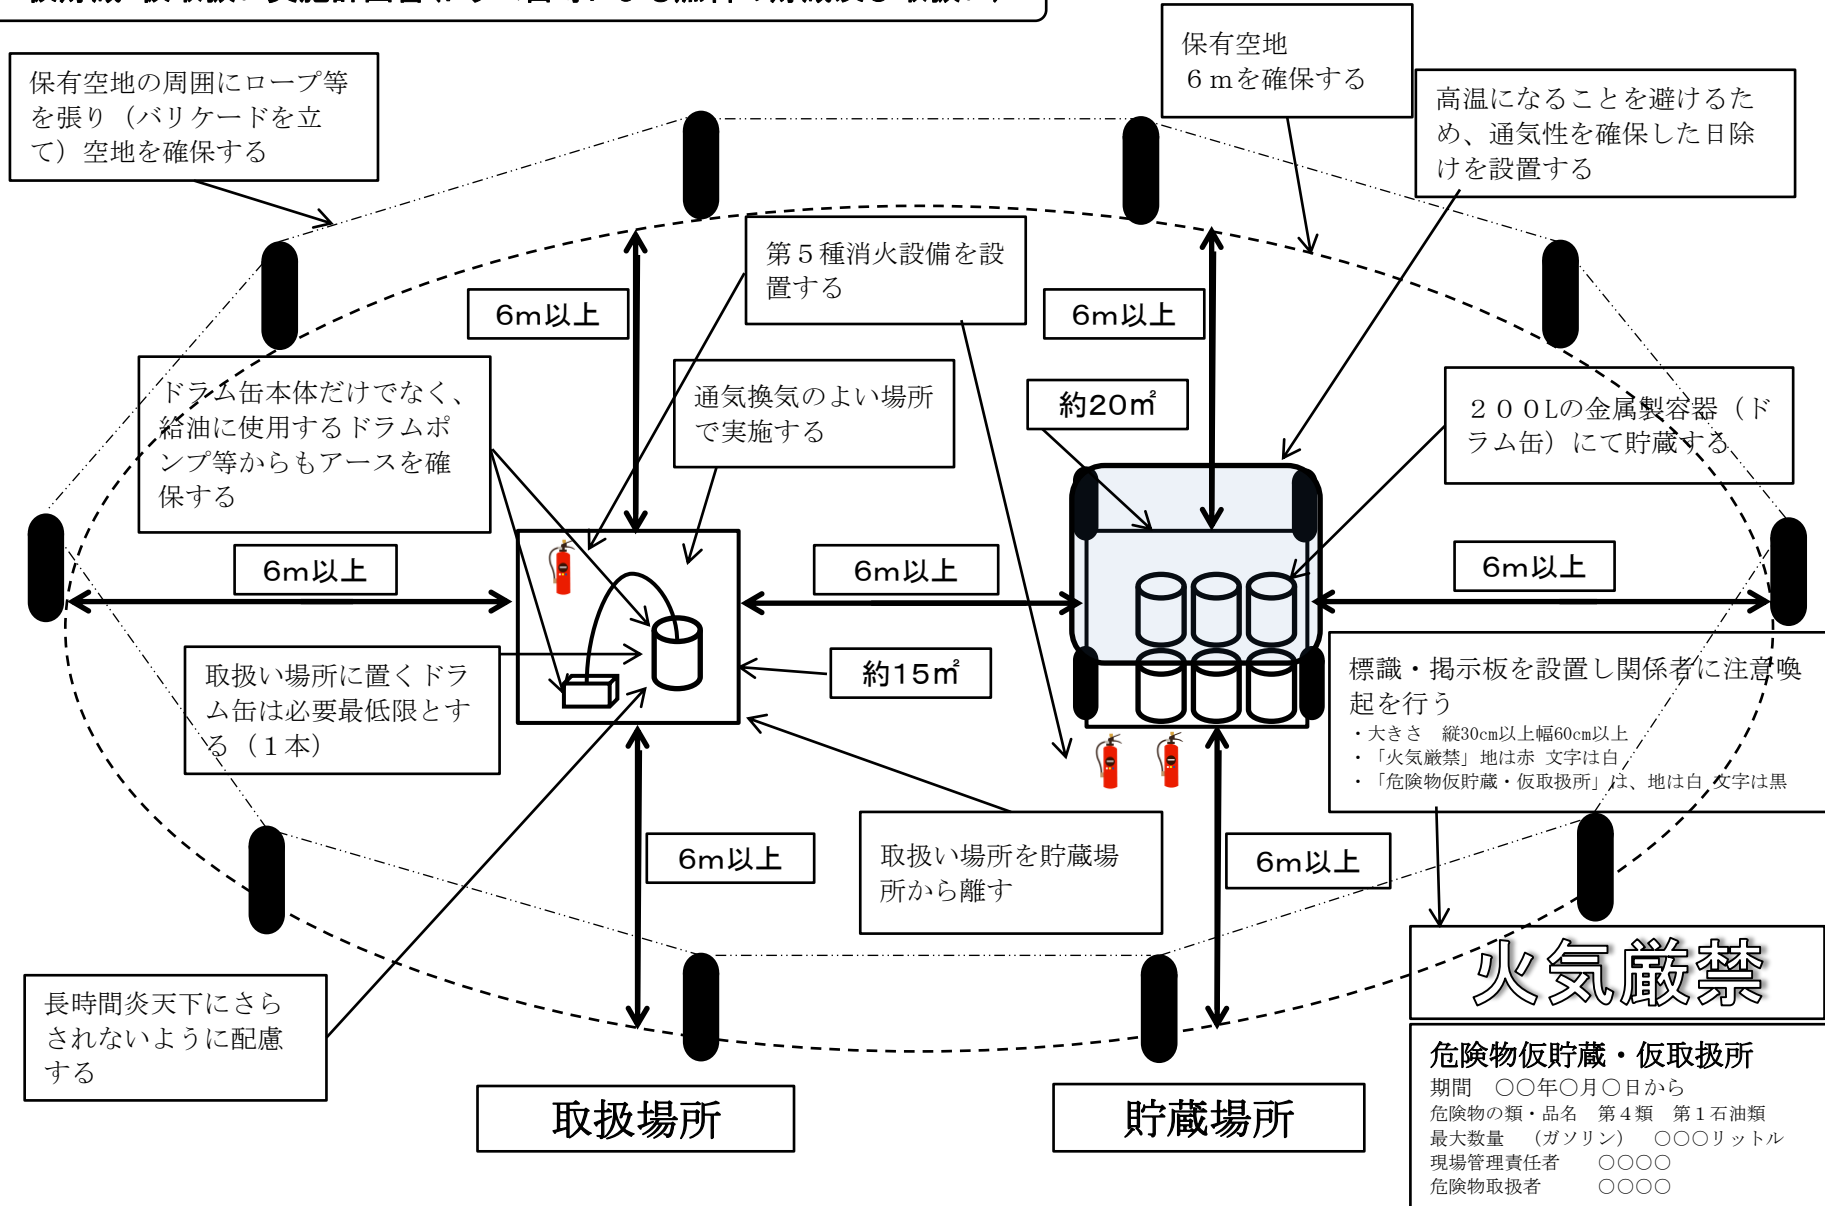 保有空地の周囲にロープ等
を張り（バリケードを立
て）空地を確保する
保有空地
６ｍを確保する
高温になることを避けるた
め、通気性を確保した日除
けを設置する
第５種消火設備を設
置する
6m以上
6m以上
ドラム缶本体だけでなく、
給油に使用するドラムポ
ンプ等からもアースを確
保する
通気換気のよい場所
で実施する
約20㎡
２００Lの金属製容器（ド
ラム缶）にて貯蔵する
6m以上
6m以上
6m以上
取扱い場所に置くドラ
ム缶は必要最低限とす
る（１本）
約15㎡
標識・掲示板を設置し関係者に注意喚
起を行う
・大きさ　縦30cm以上幅60cm以上
・「火気厳禁」地は赤 文字は白
・「危険物仮貯蔵・仮取扱所」は、地は白 文字は黒
6m以上
取扱い場所を貯蔵場
所から離す
6m以上
長時間炎天下にさら
されないように配慮
する
火気厳禁
取扱場所
貯蔵場所
危険物仮貯蔵・仮取扱所
期間　○○年○月○日から
危険物の類・品名　第４類　第１石油類
最大数量　（ガソリン）　○○○リットル
現場管理責任者　　○○○○
危険物取扱者　　　○○○○